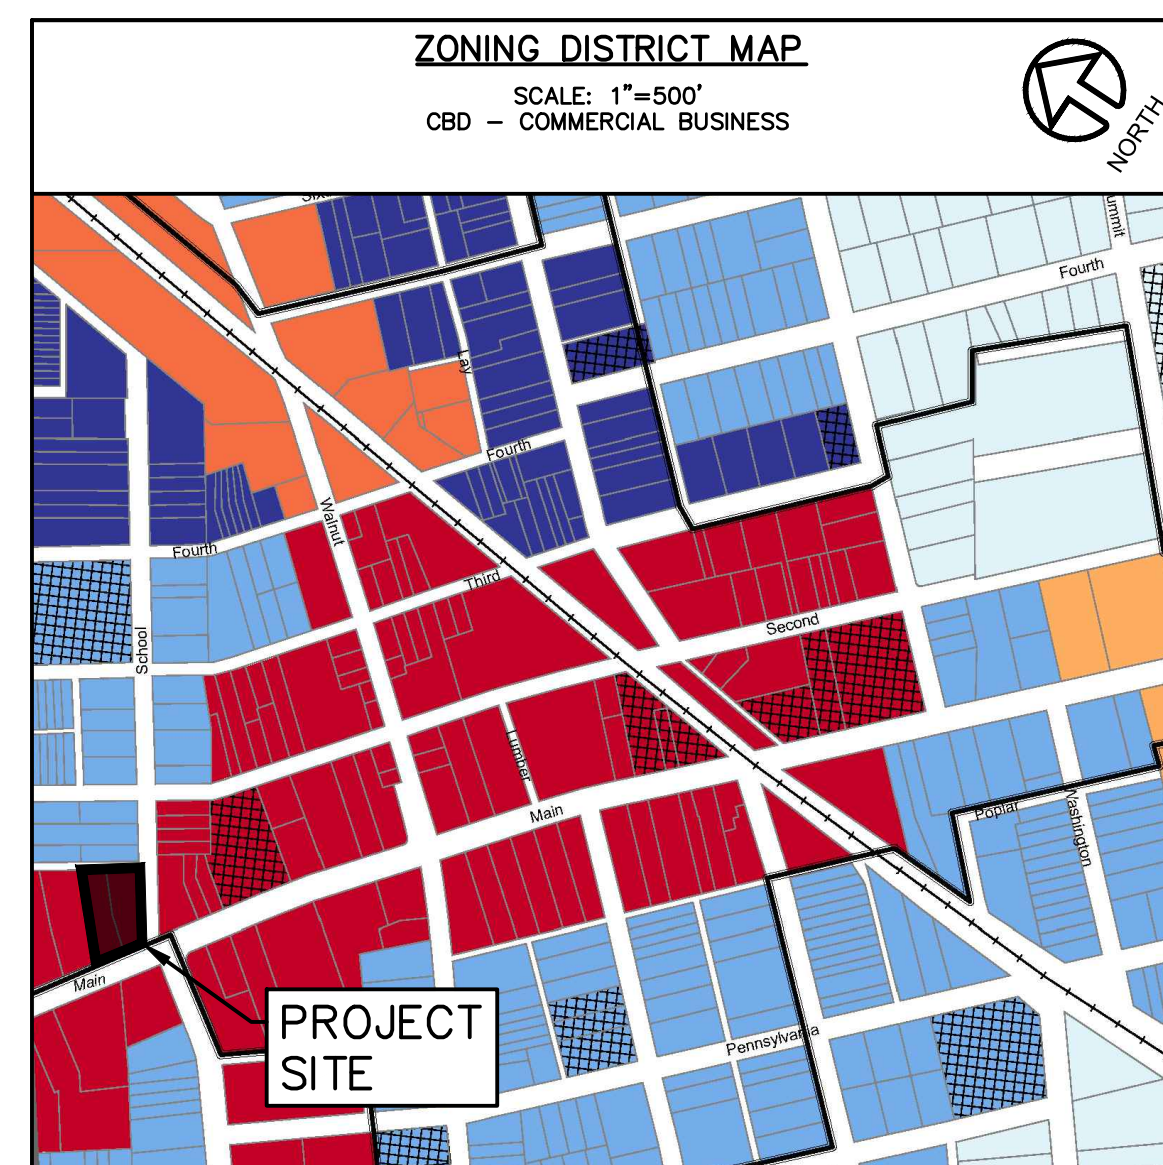 ZONING DISTRICT MAP
SCALE: 1"=500'
CBD - COMMERCIAL BUSINESS
NORTH
Fourth
Lay
Fourth
Walnut
Fourth
Third
School
Second
Lumber
Main
Poplar
Washington
Main
PROJECT
SITE
Pennsylvania